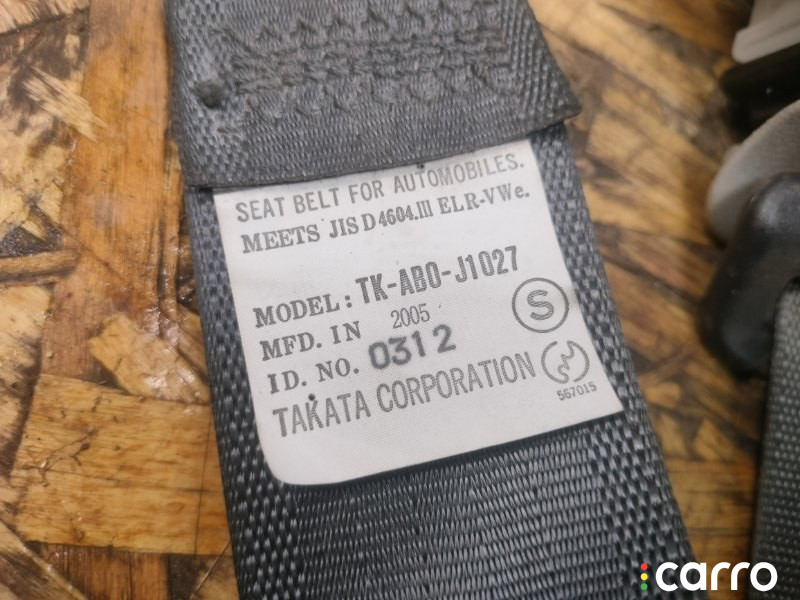 SEAT BELT FOR AUTOMOBILES.
MEETS JIS D 4604.III ELR-VWe.
MODEL: TK-AB0-J1027
MFD. IN 2005
S
ID. NO. 0312
TAKATA CORPORATION
567015
carro